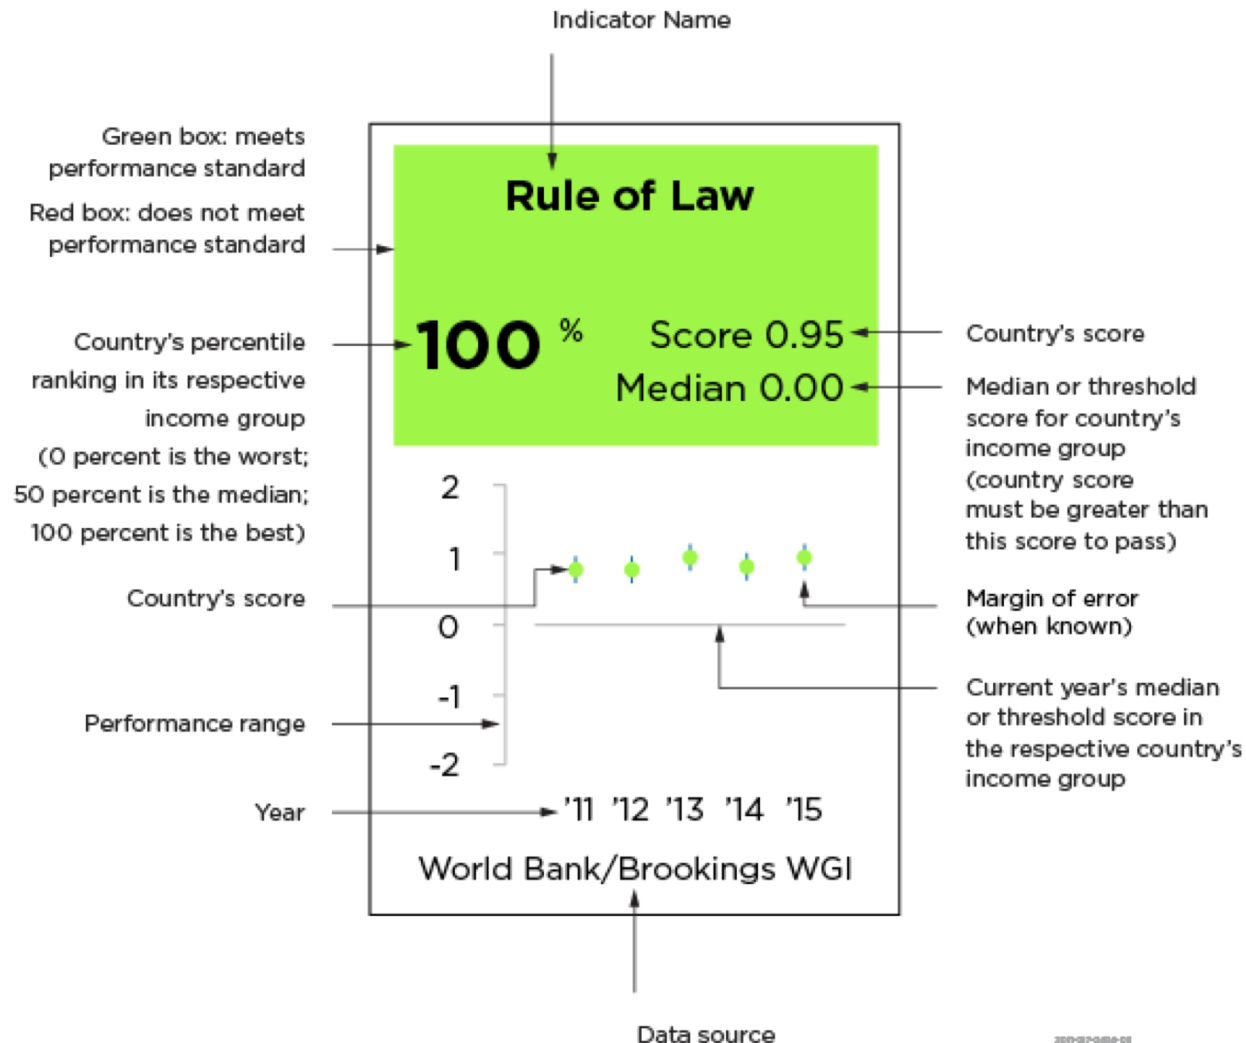 Indicator Name
Green box: meets
performance standard
Red box: does not meet
performance standard
Rule of Law
Country's percentile
ranking in its respective
income group
(0 percent is the worst;
50 percent is the median;
100 percent is the best)
100 %
Score 0.95
Median 0.00
Country's score
Median or threshold
score for country's
income group
(country score
must be greater than
this score to pass)
2
1
0
-1
-2
Country's score
Margin of error
(when known)
Performance range
Current year's median
or threshold score in
the respective country's
income group
Year
'11 '12 '13 '14 '15
World Bank/Brookings WGI
Data source